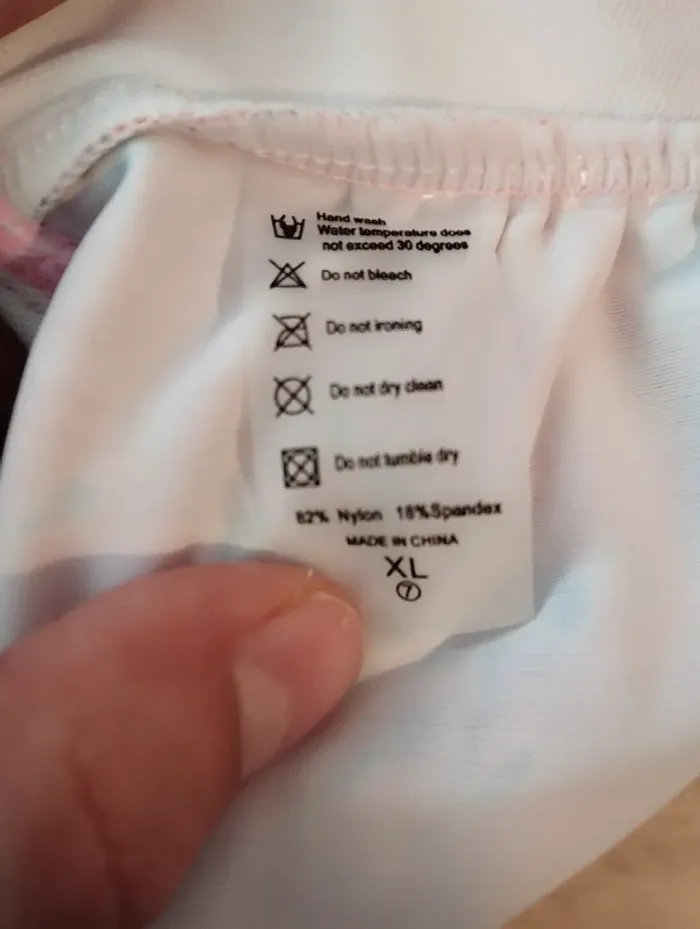 Hand wash
Water temperature does
not exceed 30 degrees
Do not bleach
Do not ironing
Do not dry clean
Do not tumble dry
82% Nylon 18%Spandex
MADE IN CHINA
XL
7